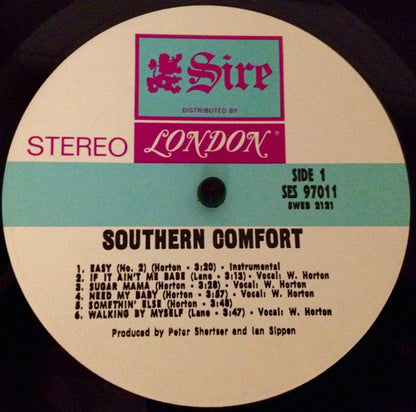 Sire
DISTRIBUTED BY
STEREO
LONDON®
SIDE 1
SES 97011
SWEB 2121
SOUTHERN COMFORT
1. EASY (No. 2) (Horton • 3:20) • Instrumental
2. IF IT AIN'T ME BABE (Lane • 3:13) • Vocal: W. Horton
3. SUGAR MAMA (Horton • 3:28) • Vocal: W. Horton
4. NEED MY BABY (Horton • 3:57) • Vocal: W. Horton
5. SOMETHIN' ELSE (Horton • 3:48)
6. WALKING BY MYSELF (Lane • 3:47) • Vocal: W. Horton
Produced by Peter Shertser and Ian Sippen